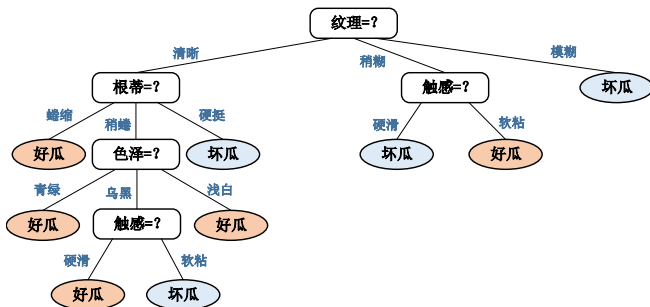 纹理=?
清晰
稍糊
模糊
根蒂=?
触感=?
坏瓜
蜷缩
稍蜷
硬挺
硬滑
软粘
好瓜
色泽=?
坏瓜
坏瓜
好瓜
青绿
乌黑
浅白
好瓜
触感=?
好瓜
硬滑
软粘
好瓜
坏瓜